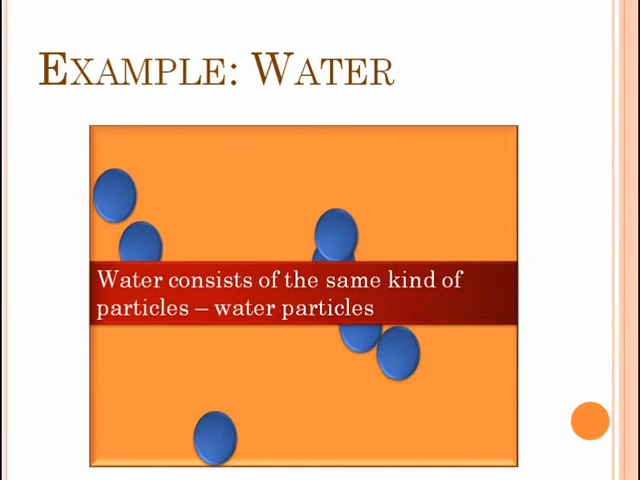 EXAMPLE: WATER
Water consists of the same kind of
particles – water particles